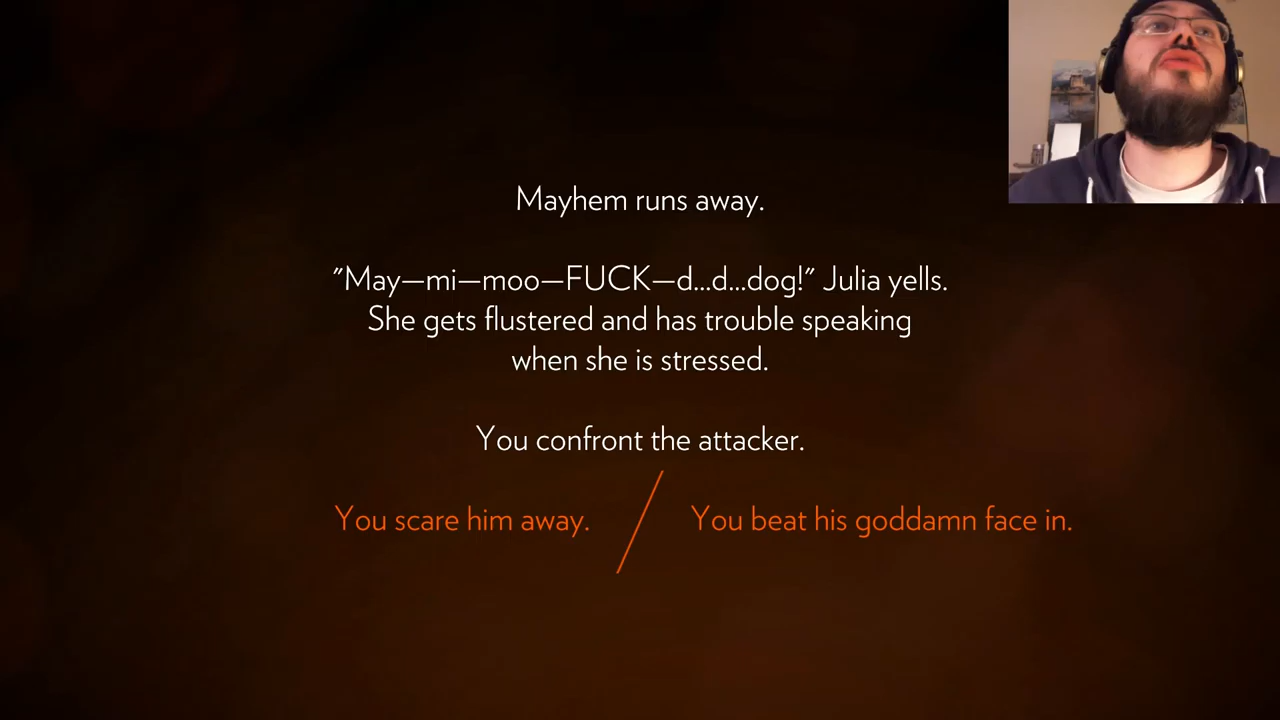 Mayhem runs away.
"May—mi—moo—FUCK—d...d...dog!" Julia yells.
She gets flustered and has trouble speaking
when she is stressed.
You confront the attacker.
You scare him away.
You beat his goddamn face in.